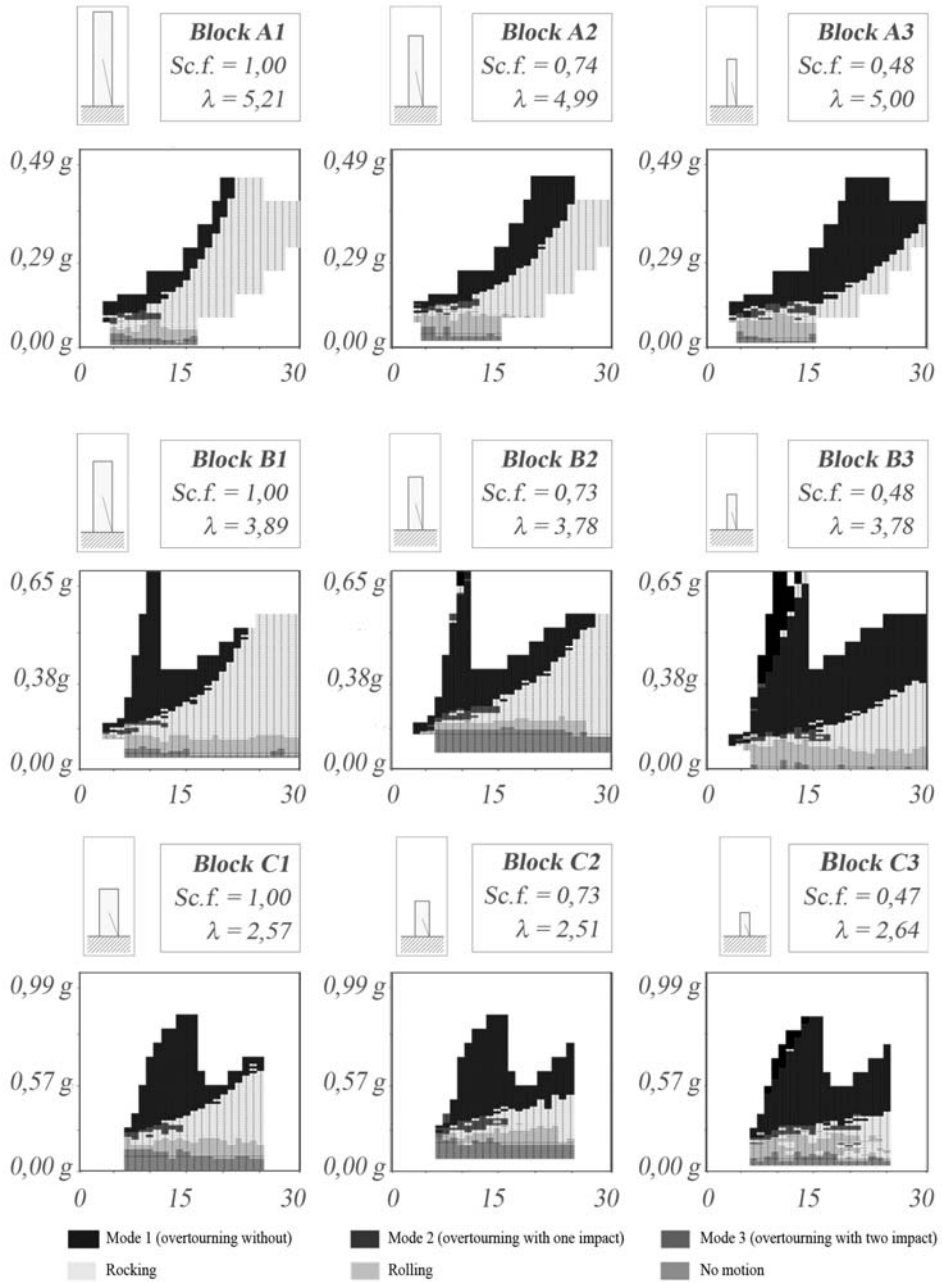 Block A1
Sc.f. = 1,00
λ = 5,21
Block A2
Sc.f. = 0,74
λ = 4,99
Block A3
Sc.f. = 0,48
λ = 5,00
0,49 g
0,29 g
0,00 g
0 15 30
0,49 g
0,29 g
0,00 g
0 15 30
0,49 g
0,29 g
0,00 g
0 15 30
Block B1
Sc.f. = 1,00
λ = 3,89
Block B2
Sc.f. = 0,73
λ = 3,78
Block B3
Sc.f. = 0,48
λ = 3,78
0,65 g
0,38g
0,00 g
0 15 30
0,65 g
0,38g
0,00 g
0 15 30
0,65 g
0,38g
0,00 g
0 15 30
Block C1
Sc.f. = 1,00
λ = 2,57
Block C2
Sc.f. = 0,73
λ = 2,51
Block C3
Sc.f. = 0,47
λ = 2,64
0,99 g
0,57 g
0,00 g
0 15 30
0,99 g
0,57 g
0,00 g
0 15 30
0,99 g
0,57 g
0,00 g
0 15 30
Mode 1 (overtourning without)
Mode 2 (overtourning with one impact)
Mode 3 (overtourning with two impact)
Rocking
Rolling
No motion